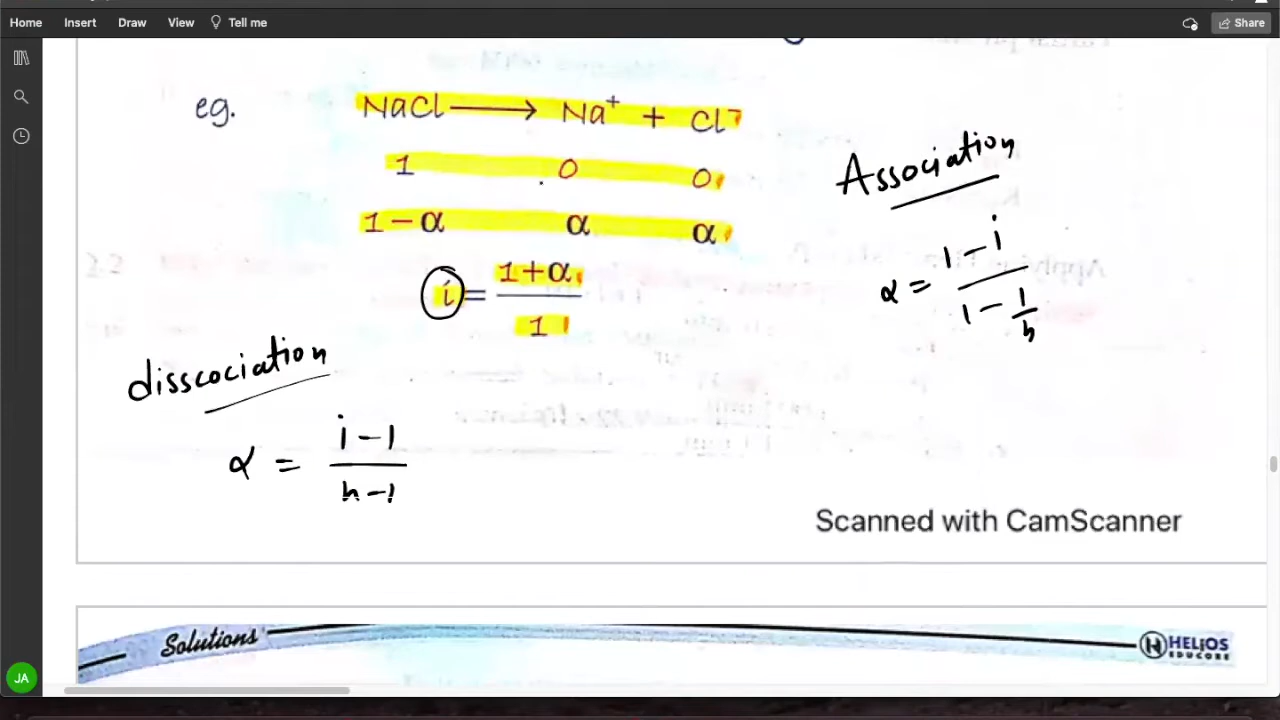 Home Insert Draw View Tell me
Share
eg. NaCl ⟶ Na⁺ + Cl⁻
1 0 0
1-α α α
i = 1+α / 1
Association
α = 1-i / 1-1/n
disscociation
α = i-1 / n-1
Scanned with CamScanner
Solutions
HELIOS
EDUCORE
JA